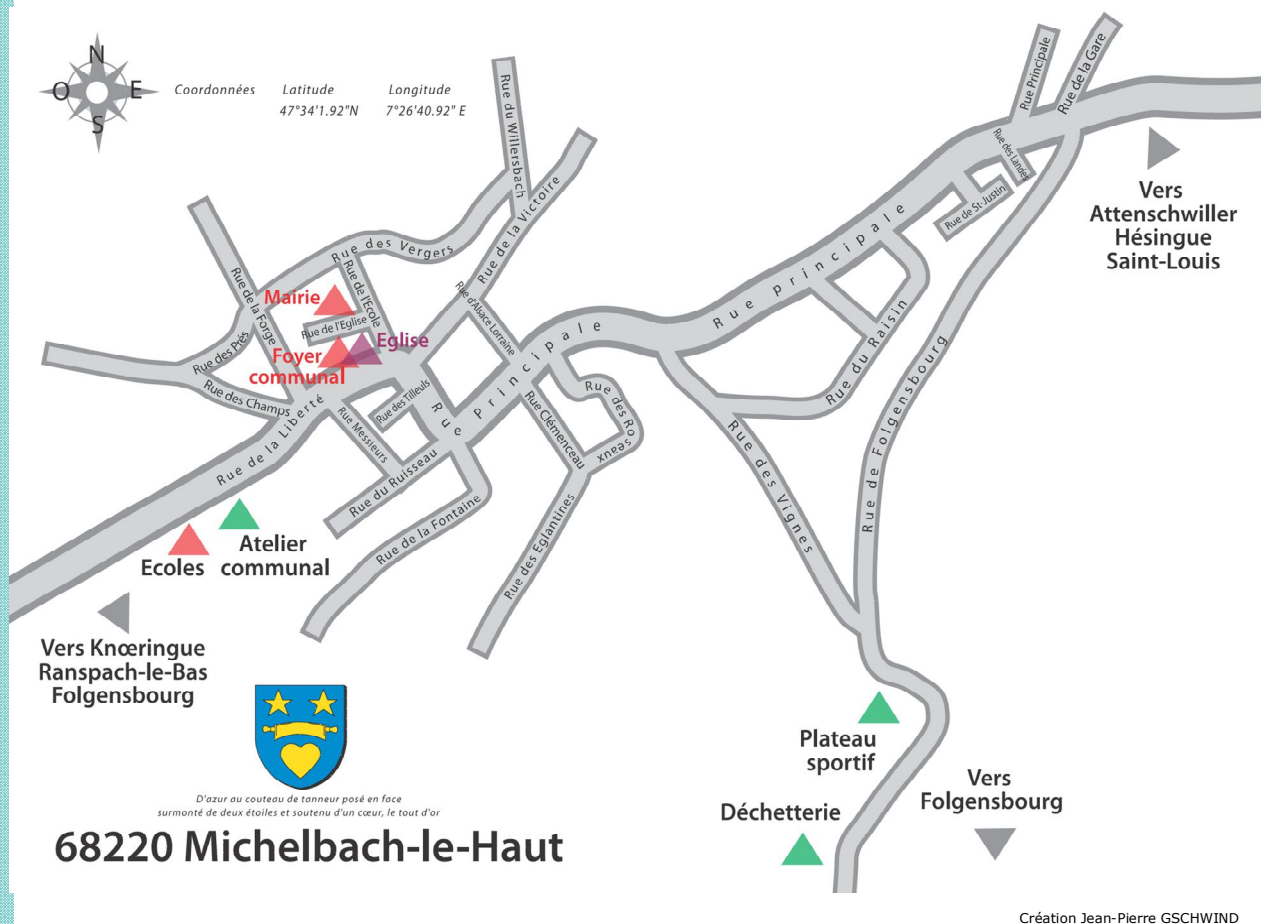 N
O
E
S
Coordonnées Latitude Longitude
47°34'1.92"N 7°26'40.92" E
Rue du Willersbach
Rue de la Victoire
Rue des Vergers
Rue de la Forge
Rue de l'Ecole
Mairie
Rue de l'Eglise
Eglise
Foyer
communal
Rue des Prés
Rue des Champs
Rue de la Liberté
Rue Messieurs
Rue des Tilleuls
Rue d'Alsace Lorraine
Rue
Rue Principale
Rue du Ruisseau
Rue de la Fontaine
Rue Clémenceau
Rue des Roseaux
Rue des Eglantines
Rue principale
Rue Principale
Rue de la Gare
Rue des Landes
Rue de St-Justin
Rue du Raisin
Rue des Vignes
Rue de Folgensbourg
Vers
Attenschwiller
Hésingue
Saint-Louis
Ecoles
Atelier
communal
Vers Knœringue
Ranspach-le-Bas
Folgensbourg
Plateau
sportif
Déchetterie
Vers
Folgensbourg
D'azur au couteau de tanneur posé en face
surmonté de deux étoiles et soutenu d'un cœur, le tout d'or
68220 Michelbach-le-Haut
Création Jean-Pierre GSCHWIND